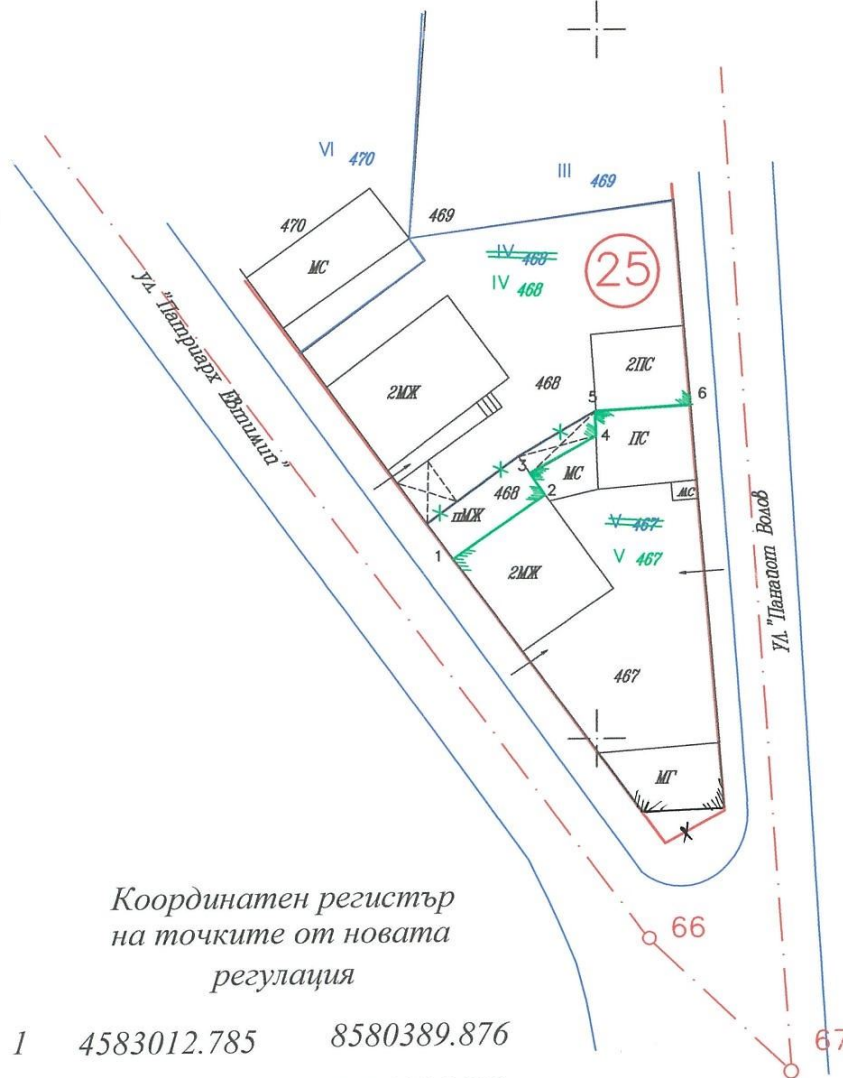 VI 470
III 469
470
469
МС
IV 468
25
IV 468
ул. "Патриарх Евтимий"
2МЖ
468
2ПС
5
6
ПС
4
3
МС
468
2
МС
пМЖ
V 467
1
2МЖ
V 467
УЛ. "Панайот Волов
467
МГ
х
Координатен регистър
на точките от новата
регулация
66
1 4583012.785 8580389.876
67